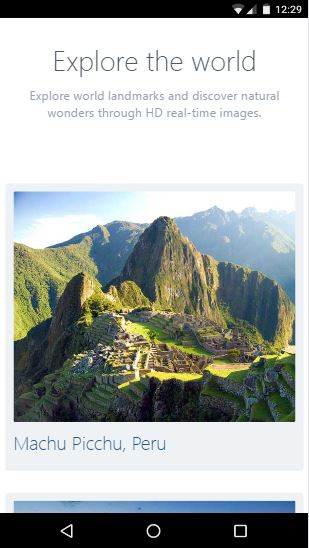 12:29
Explore the world
Explore world landmarks and discover natural
wonders through HD real-time images.
Machu Picchu, Peru